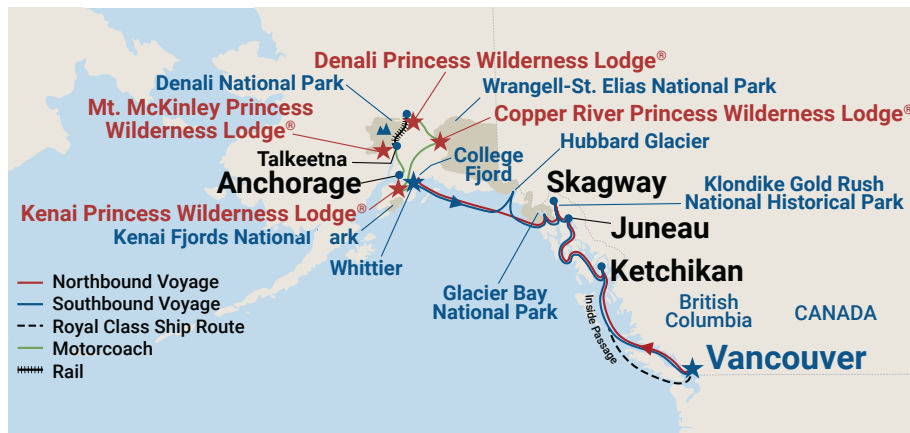 Denali Princess Wilderness Lodge®
Denali National Park
Wrangell-St. Elias National Park
Mt. McKinley Princess
Wilderness Lodge®
Copper River Princess Wilderness Lodge®
Hubbard Glacier
Talkeetna
College
Fjord
Anchorage
Skagway
Klondike Gold Rush
National Historical Park
Kenai Princess Wilderness Lodge®
Juneau
Kenai Fjords National ark
Whittier
Ketchikan
Glacier Bay
National Park
Northbound Voyage
Southbound Voyage
Royal Class Ship Route
Motorcoach
Rail
Inside Passage
British
Columbia
CANADA
Vancouver